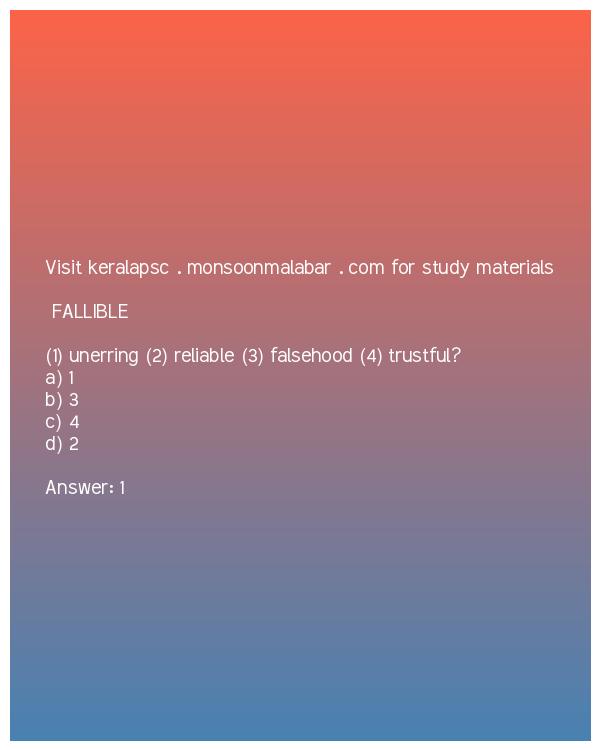 Visit keralapsc . monsoonmalabar . com for study materials
FALLIBLE
(1) unerring (2) reliable (3) falsehood (4) trustful?
a) 1
b) 3
c) 4
d) 2
Answer: 1